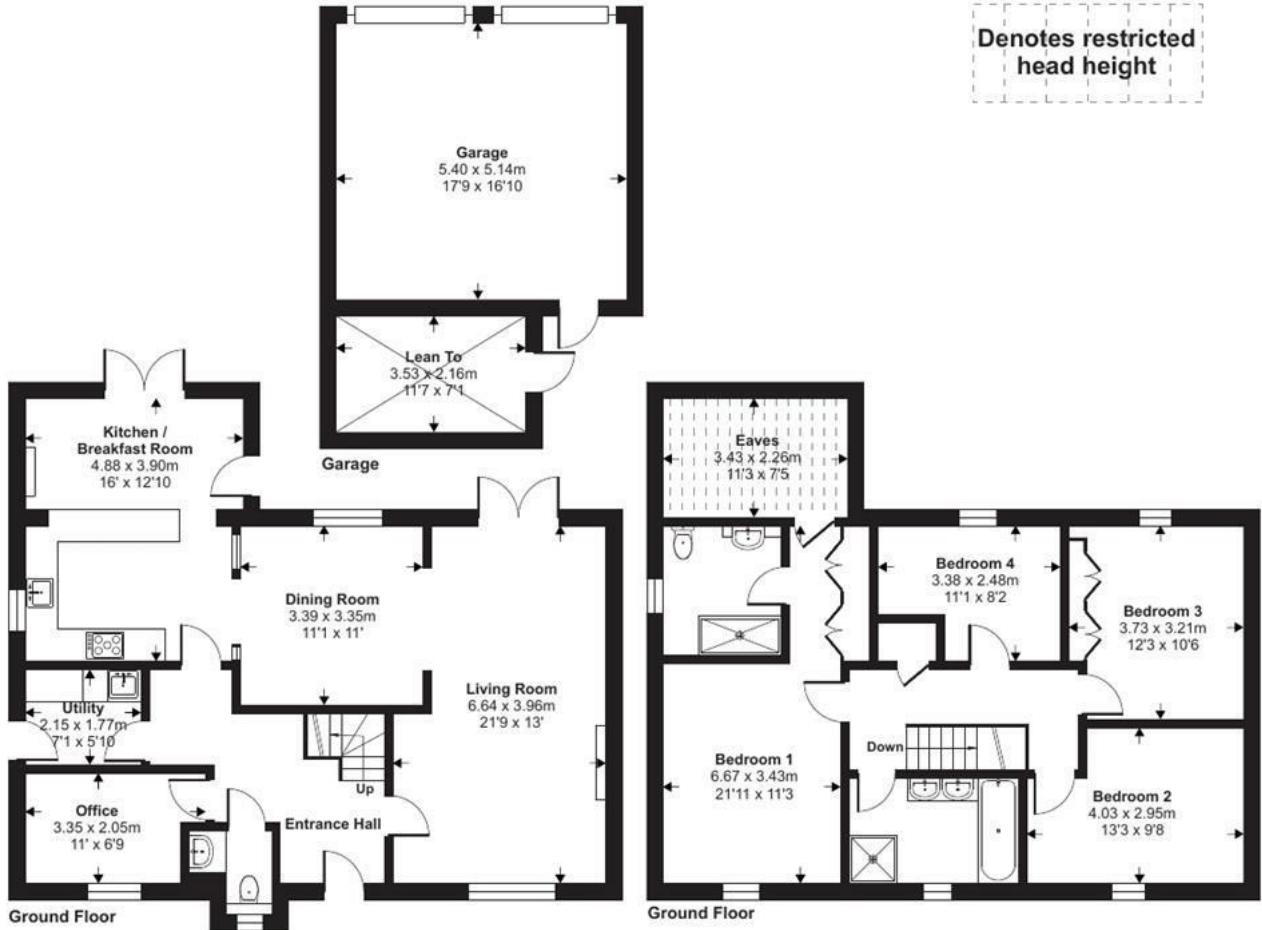 Denotes restricted
head height
Garage
5.40 x 5.14m
17'9 x 16'10
Lean To
3.53 x 2.16m
11'7 x 7'1
Garage
Kitchen /
Breakfast Room
4.88 x 3.90m
16' x 12'10
Dining Room
3.39 x 3.35m
11'1 x 11'
Living Room
6.64 x 3.96m
21'9 x 13'
Utility
2.15 x 1.77m
7'1 x 5'10
Up
Office
3.35 x 2.05m
11' x 6'9
Entrance Hall
Ground Floor
Eaves
3.43 x 2.26m
11'3 x 7'5
Bedroom 4
3.38 x 2.48m
11'1 x 8'2
Bedroom 3
3.73 x 3.21m
12'3 x 10'6
Down
Bedroom 1
6.67 x 3.43m
21'11 x 11'3
Bedroom 2
4.03 x 2.95m
13'3 x 9'8
Ground Floor